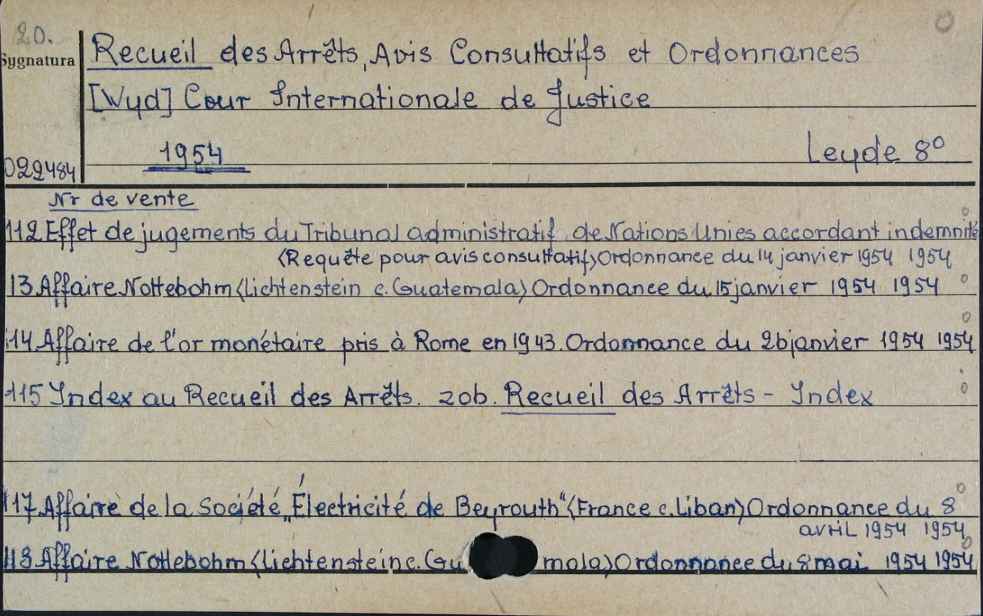 20.
Sygnatura
Recueil des Arrêts, Avis Consultatifs et Ordonnances
[Wyd] Cour Internationale de Justice
1954 Leyde 8°
022484
Nr de vente
112 Effet de jugements du Tribunal administratif de Nations Unies accordant indemnité
(Requête pour avis consultatif) Ordonnance du 14 janvier 1954 1954
13 Affaire Nottebohm (Lichtenstein c. Guatemala) Ordonnance du 15 janvier 1954 1954
114 Affaire de l'or monétaire pris à Rome en 1943. Ordonnance du 26 janvier 1954 1954
115 Index au Recueil des Arrêts. zob. Recueil des Arrêts - Index
117. Affaire de la Société „Électricité de Beyrouth" (France c. Liban) Ordonnance du 8
avril 1954 1954
118 Affaire Nottebohm (Lichtenstein c. Gu mala) Ordonnance du 8 mai 1954 1954